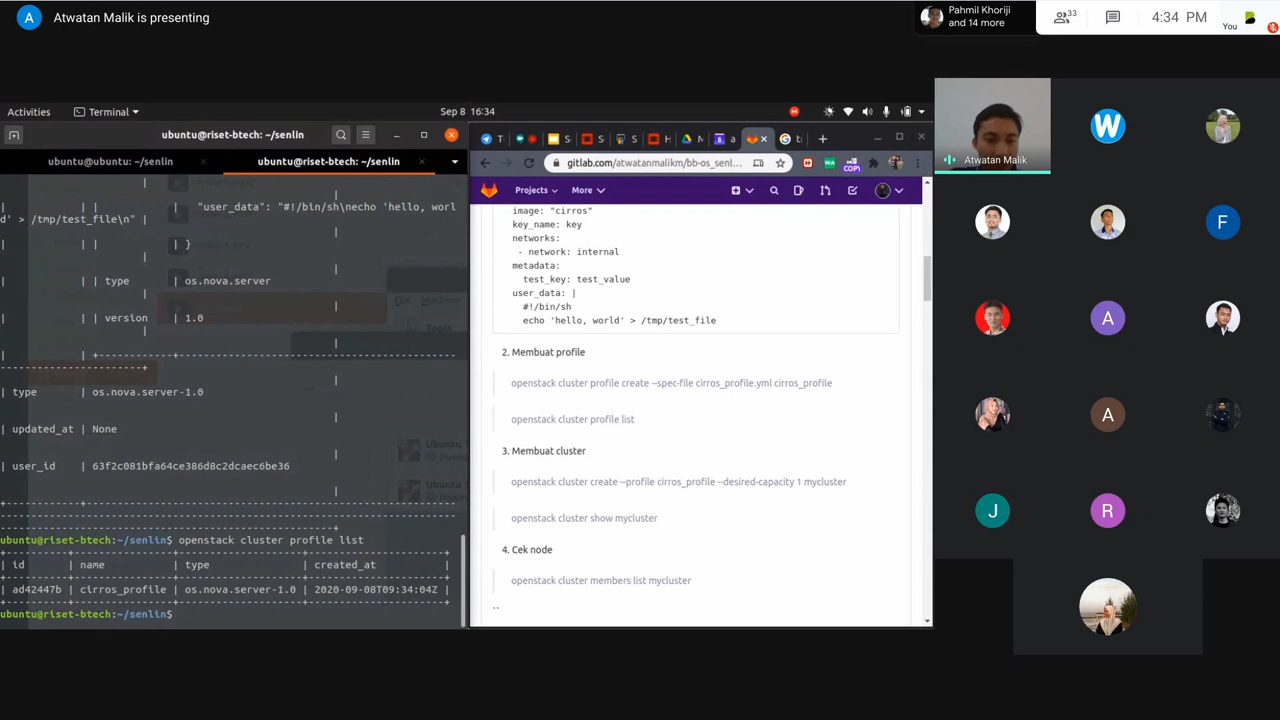 A Atwatan Malik is presenting
Pahmil Khoriji
and 14 more
33
4:34 PM
You
Activities
Terminal
Sep 8 16:34
ubuntu@riset-btech: ~/senlin
ubuntu@ubuntu: ~/senlin
ubuntu@riset-btech: ~/senlin
| | | "user_data": "#!/bin/sh\necho 'hello, worl
d' > /tmp/test_file\n" |
| | | }
| | type | os.nova.server
| | version | 1.0
| type | os.nova.server-1.0
| updated_at | None
| user_id | 63f2c081bfa64ce386d8c2dcaec6be36
ubuntu@riset-btech:~/senlin$ openstack cluster profile list
| id | name | type | created_at |
| ad42447b | cirros_profile | os.nova.server-1.0 | 2020-09-08T09:34:04Z |
ubuntu@riset-btech:~/senlin$
gitlab.com/atwatanmalikm/bb-os_senl...
Projects
More
image: "cirros"
key_name: key
networks:
- network: internal
metadata:
test_key: test_value
user_data: |
#!/bin/sh
echo 'hello, world' > /tmp/test_file
2. Membuat profile
openstack cluster profile create --spec-file cirros_profile.yml cirros_profile
openstack cluster profile list
3. Membuat cluster
openstack cluster create --profile cirros_profile --desired-capacity 1 mycluster
openstack cluster show mycluster
4. Cek node
openstack cluster members list mycluster
``
Atwatan Malik
W
F
A
A
J
R